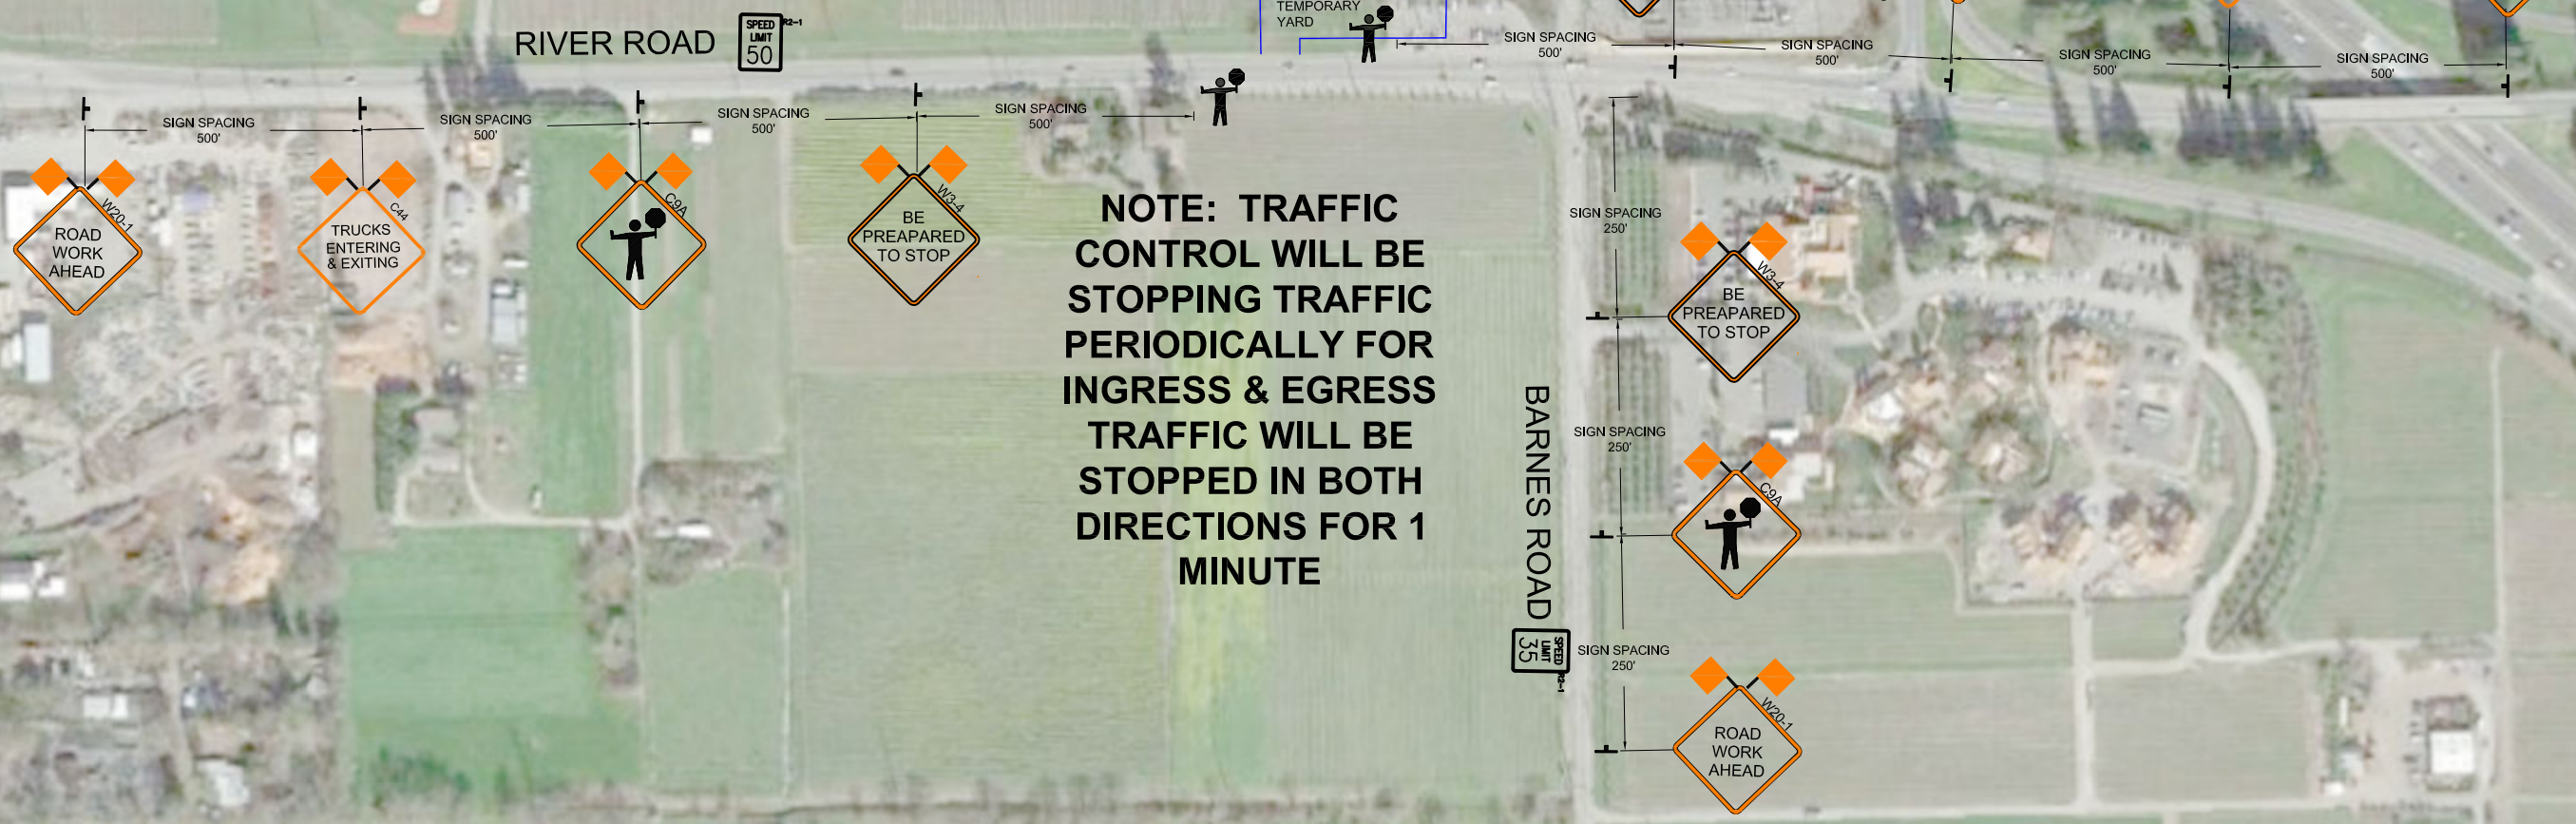 TEMPORARY
YARD
RIVER ROAD
SPEED
LIMIT
50
R2-1
SIGN SPACING
500'
SIGN SPACING
500'
SIGN SPACING
500'
SIGN SPACING
500'
SIGN SPACING
500'
SIGN SPACING
500'
SIGN SPACING
500'
SIGN SPACING
500'
W20-1
ROAD
WORK
AHEAD
C44
TRUCKS
ENTERING
& EXITING
C9A
W3-4
BE
PREAPARED
TO STOP
NOTE: TRAFFIC
CONTROL WILL BE
STOPPING TRAFFIC
PERIODICALLY FOR
INGRESS & EGRESS
TRAFFIC WILL BE
STOPPED IN BOTH
DIRECTIONS FOR 1
MINUTE
BARNES ROAD
SPEED
LIMIT
35
R2-1
SIGN SPACING
250'
W3-4
BE
PREAPARED
TO STOP
SIGN SPACING
250'
C9A
SIGN SPACING
250'
W20-1
ROAD
WORK
AHEAD